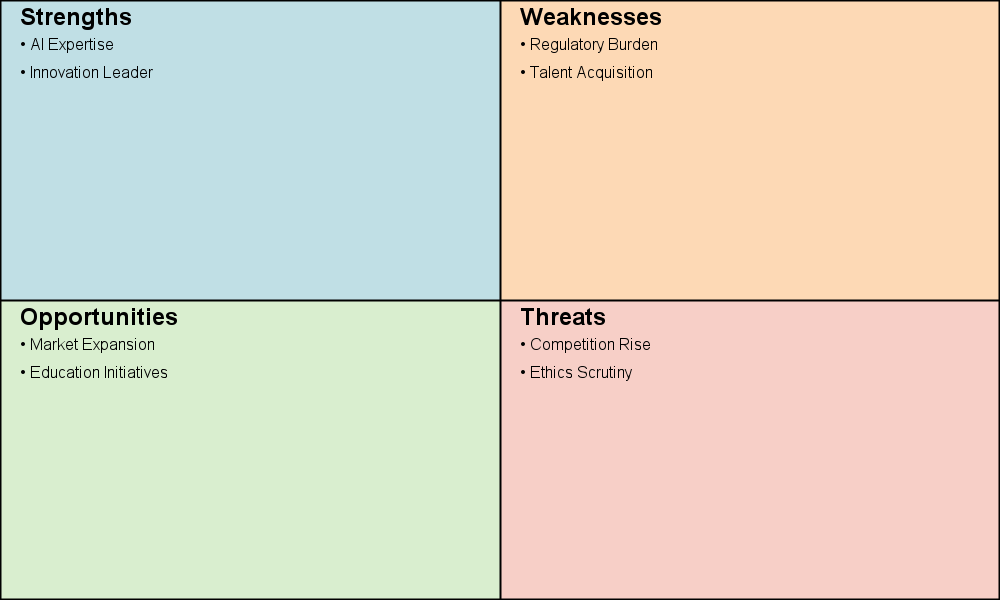 Strengths
• AI Expertise
• Innovation Leader
Weaknesses
• Regulatory Burden
• Talent Acquisition
Opportunities
• Market Expansion
• Education Initiatives
Threats
• Competition Rise
• Ethics Scrutiny